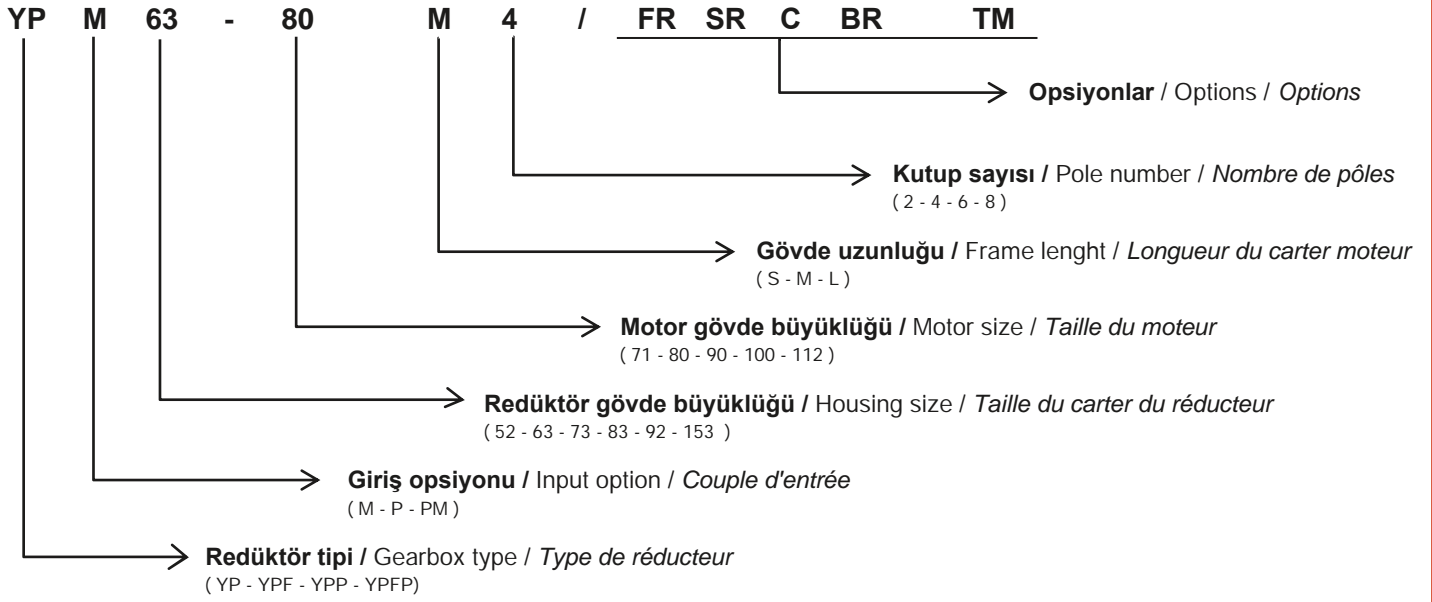 YP M 63 - 80 M 4 / FR SR C BR TM
Opsiyonlar / Options / Options
Kutup sayısı / Pole number / Nombre de pôles
( 2 - 4 - 6 - 8 )
Gövde uzunluğu / Frame lenght / Longueur du carter moteur
( S - M - L )
Motor gövde büyüklüğü / Motor size / Taille du moteur
( 71 - 80 - 90 - 100 - 112 )
Redüktör gövde büyüklüğü / Housing size / Taille du carter du réducteur
( 52 - 63 - 73 - 83 - 92 - 153 )
Giriş opsiyonu / Input option / Couple d'entrée
( M - P - PM )
Redüktör tipi / Gearbox type / Type de réducteur
( YP - YPF - YPP - YPFP)